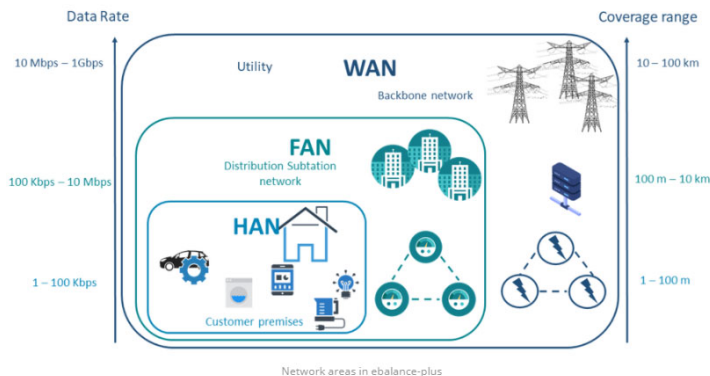 Data Rate
Coverage range
10 Mbps – 1Gbps
Utility
WAN
10 – 100 km
Backbone network
FAN
Distribution Subtation
network
100 Kbps – 10 Mbps
100 m – 10 km
HAN
1 – 100 Kbps
1 – 100 m
Customer premises
Network areas in ebalance-plus